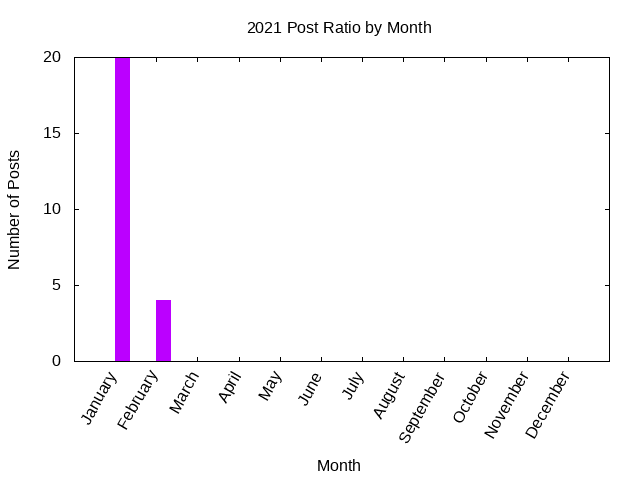 2021 Post Ratio by Month
20
15
10
5
0
Number of Posts
January
February
March
April
May
June
July
August
September
October
November
December
Month